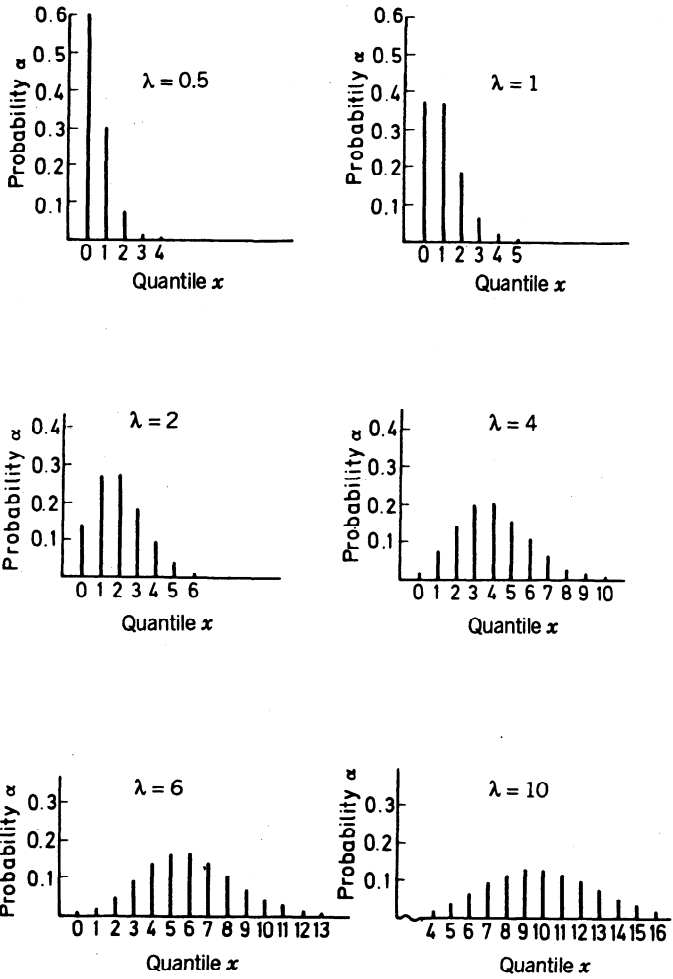 Probability α
0.6
0.5
0.4
0.3
0.2
0.1
λ = 0.5
0 1 2 3 4
Quantile x
Probabitily α
0.6
0.5
0.4
0.3
0.2
0.1
λ = 1
0 1 2 3 4 5
Quantile x
Probability α
0.4
0.3
0.2
0.1
λ = 2
0 1 2 3 4 5 6
Quantile x
Probability α
0.4
0.3
0.2
0.1
λ = 4
0 1 2 3 4 5 6 7 8 9 10
Quantile x
Probability α
0.3
0.2
0.1
λ = 6
0 1 2 3 4 5 6 7 8 9 10 11 12 13
Quantile x
Probability α
0.3
0.2
0.1
λ = 10
4 5 6 7 8 9 10 11 12 13 14 15 16
Quantile x